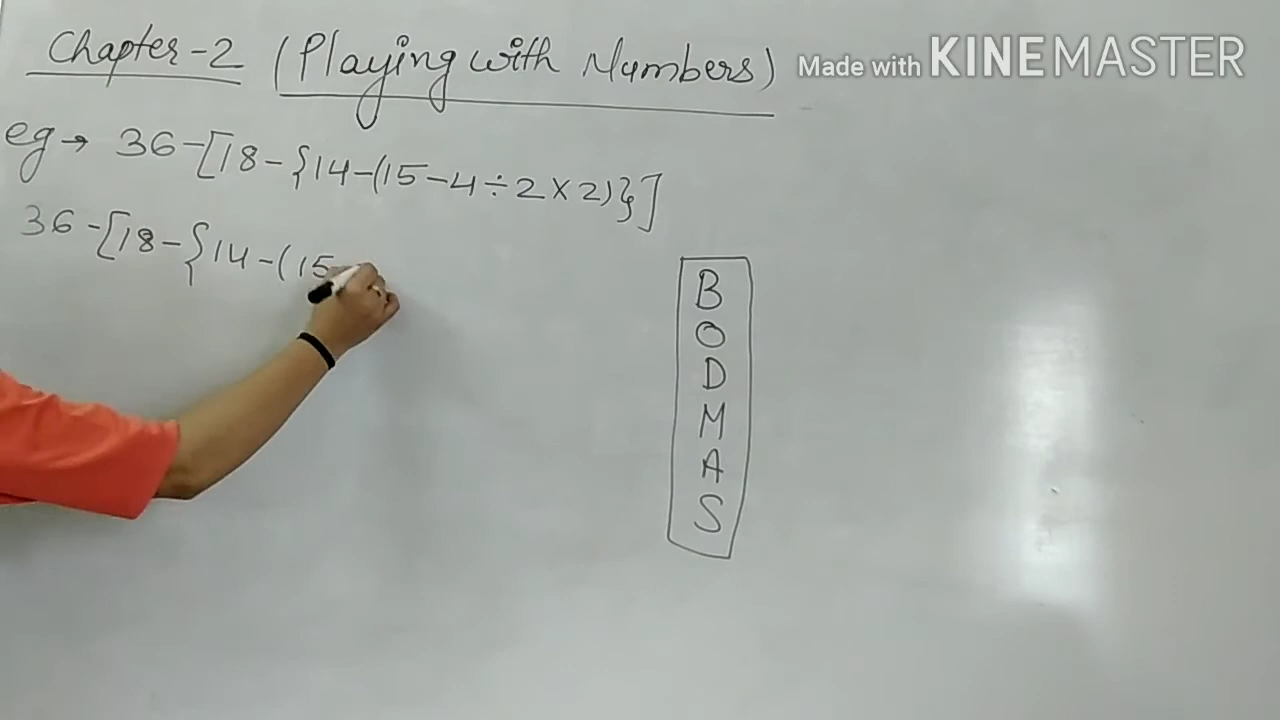 Chapter-2 (Playing with Numbers)
Made with KINEMASTER
eg → 36-[18-{14-(15-4÷2×2)}]
36-[18-{14-(15-
B
O
D
M
A
S